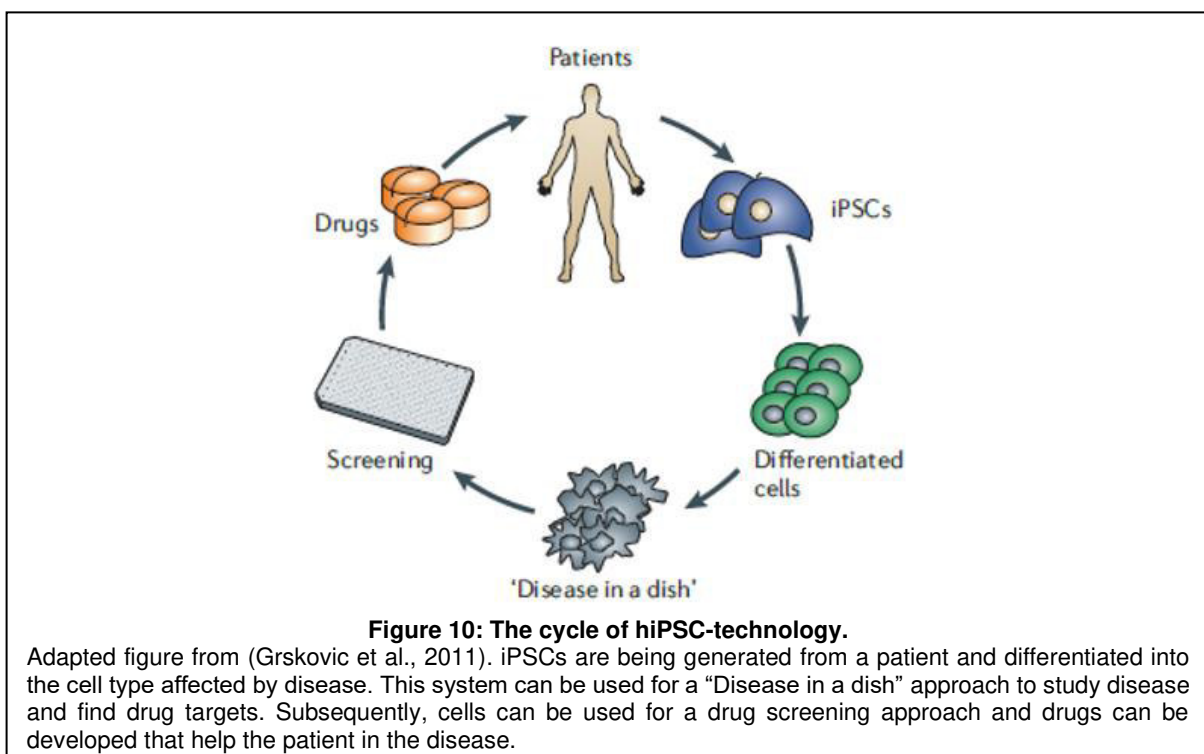 Patients
iPSCs
Drugs
Screening
Differentiated
cells
'Disease in a dish'
Figure 10: The cycle of hiPSC-technology.
Adapted figure from (Grskovic et al., 2011). iPSCs are being generated from a patient and differentiated into
the cell type affected by disease. This system can be used for a “Disease in a dish” approach to study disease
and find drug targets. Subsequently, cells can be used for a drug screening approach and drugs can be
developed that help the patient in the disease.